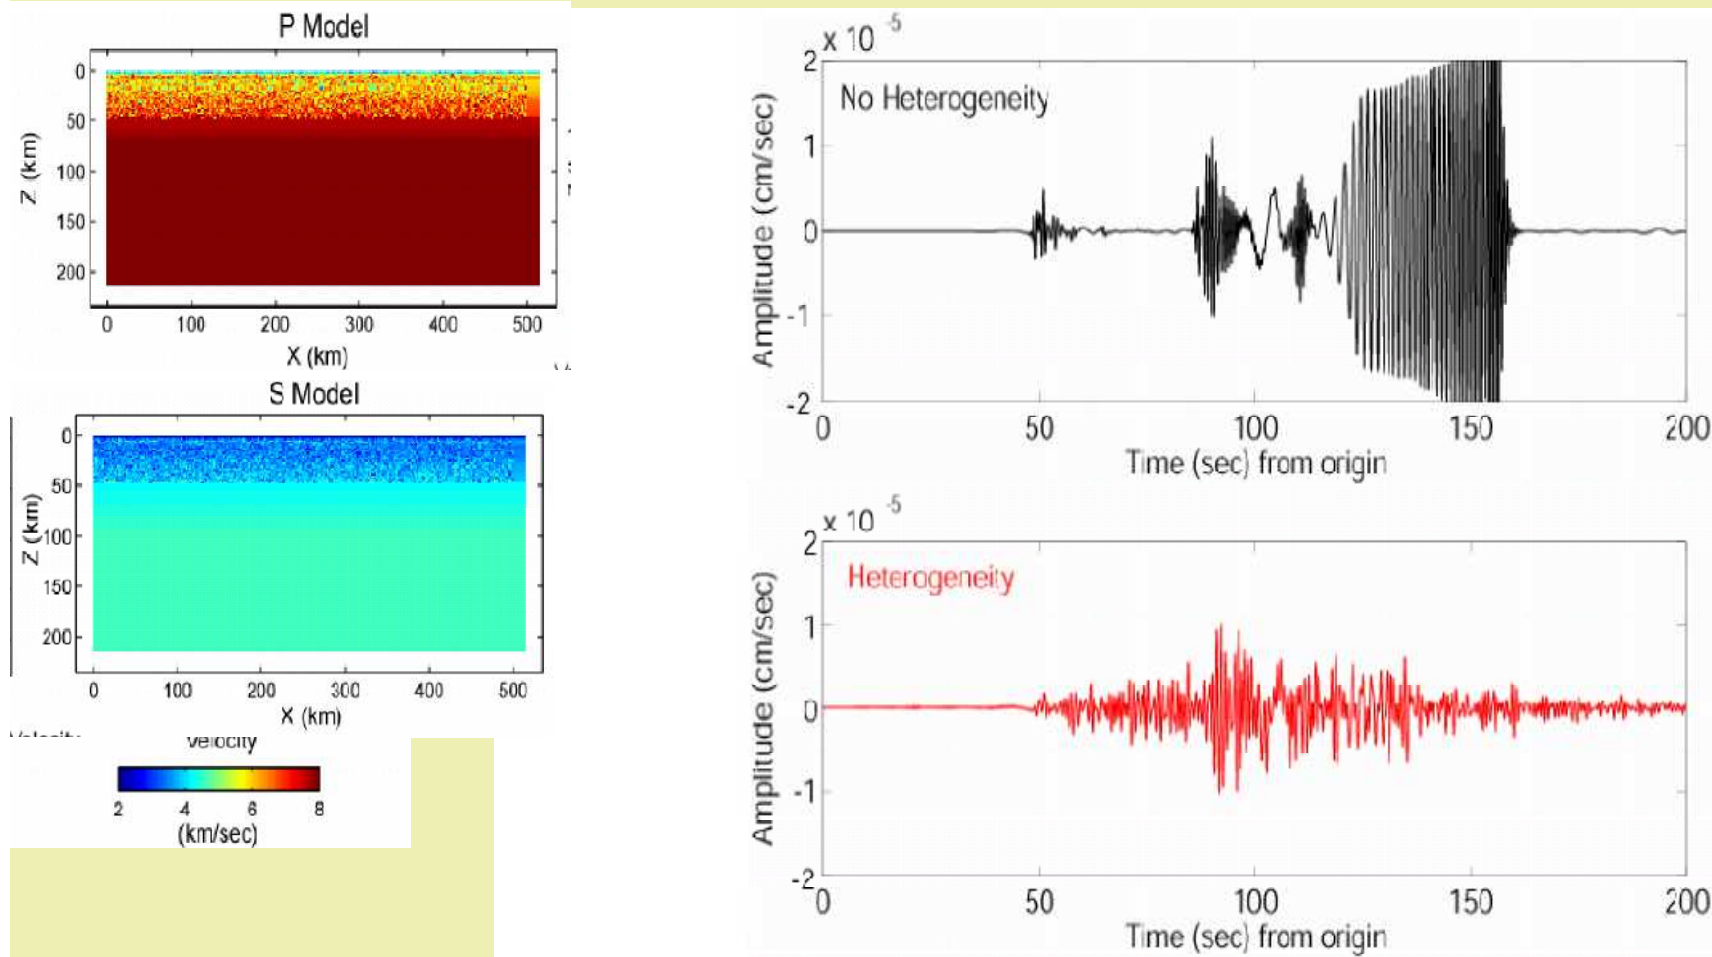 P Model
0
50
100
150
200
Z (km)
0 100 200 300 400 500
X (km)
S Model
0
50
100
150
200
Z (km)
0 100 200 300 400 500
X (km)
velocity
2 4 6 8
(km/sec)
x 10 -5
2
1
0
-1
-2
Amplitude (cm/sec)
No Heterogeneity
0 50 100 150 200
Time (sec) from origin
x 10 -5
2
1
0
-1
-2
Amplitude (cm/sec)
Heterogeneity
0 50 100 150 200
Time (sec) from origin